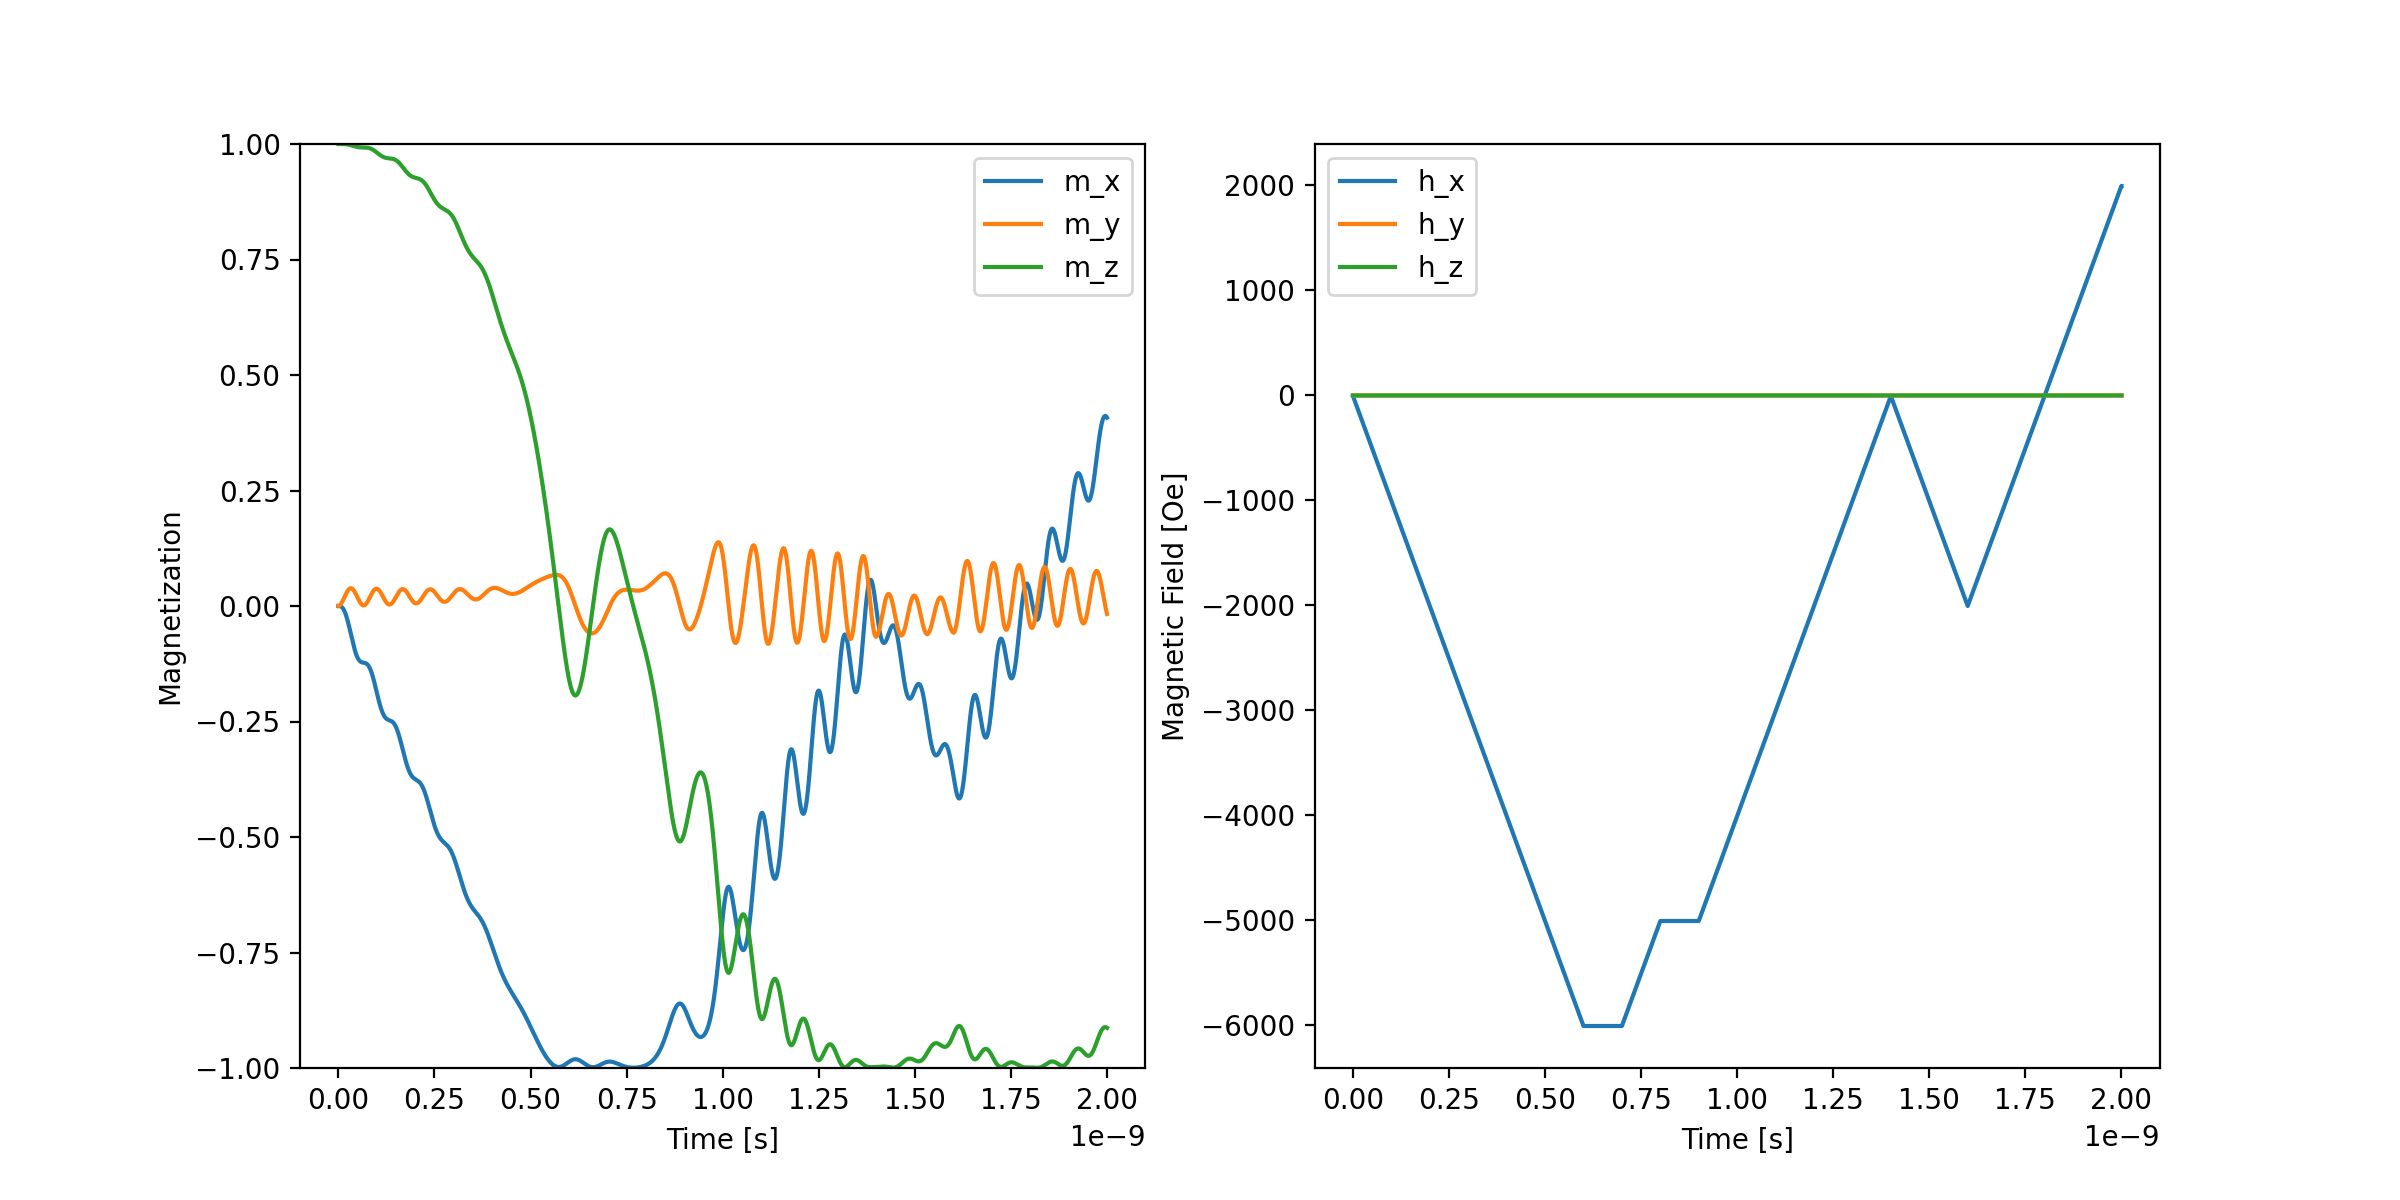 1.00
0.75
0.50
0.25
0.00
−0.25
−0.50
−0.75
−1.00
Magnetization
m_x
m_y
m_z
0.00 0.25 0.50 0.75 1.00 1.25 1.50 1.75 2.00
Time [s]
1e−9
2000
1000
0
−1000
−2000
−3000
−4000
−5000
−6000
Magnetic Field [Oe]
h_x
h_y
h_z
0.00 0.25 0.50 0.75 1.00 1.25 1.50 1.75 2.00
Time [s]
1e−9